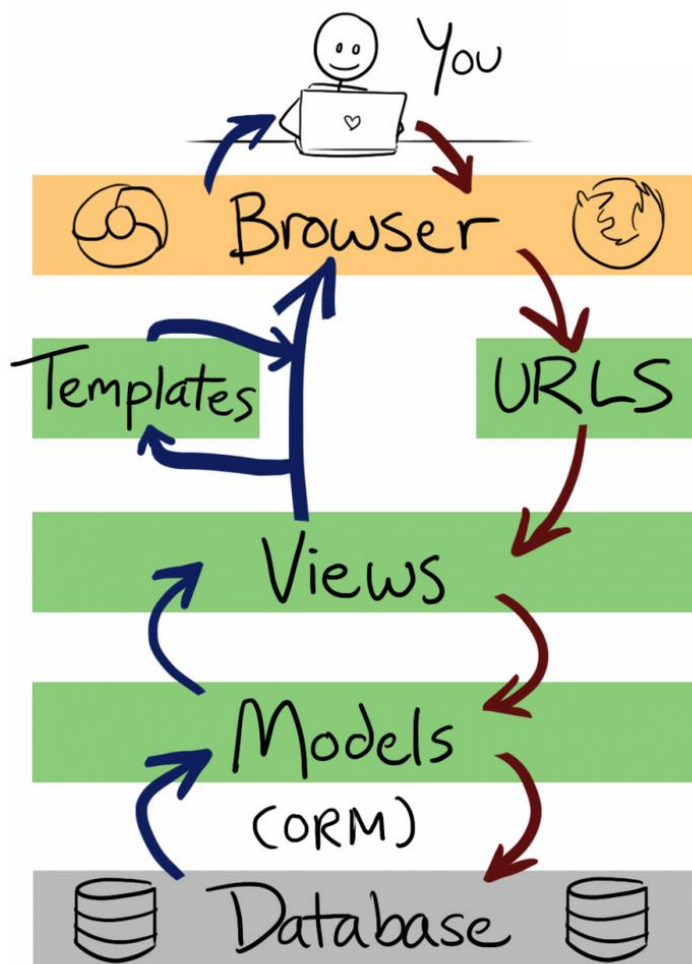 You
Browser
Templates
URLS
Views
Models
(ORM)
Database